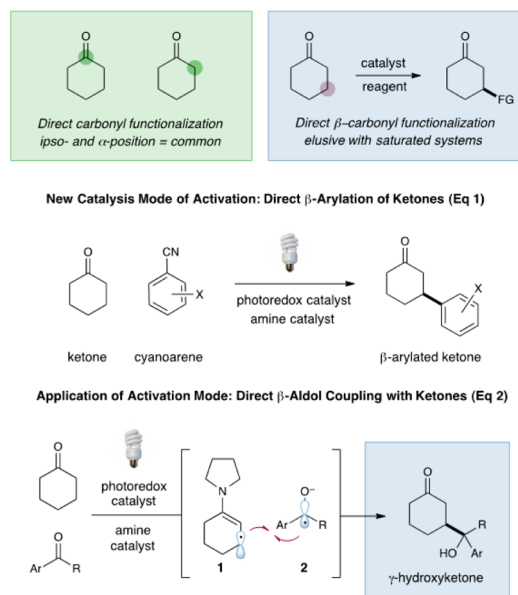 O
O
Direct carbonyl functionalization
ipso- and α-position = common
O
catalyst
reagent
O
FG
Direct β–carbonyl functionalization
elusive with saturated systems
New Catalysis Mode of Activation: Direct β-Arylation of Ketones (Eq 1)
O
CN
X
photoredox catalyst
amine catalyst
O
X
ketone
cyanoarene
β-arylated ketone
Application of Activation Mode: Direct β-Aldol Coupling with Ketones (Eq 2)
O
O
Ar R
photoredox
catalyst
amine
catalyst
N
1
O–
Ar R
2
O
R
HO Ar
γ-hydroxyketone